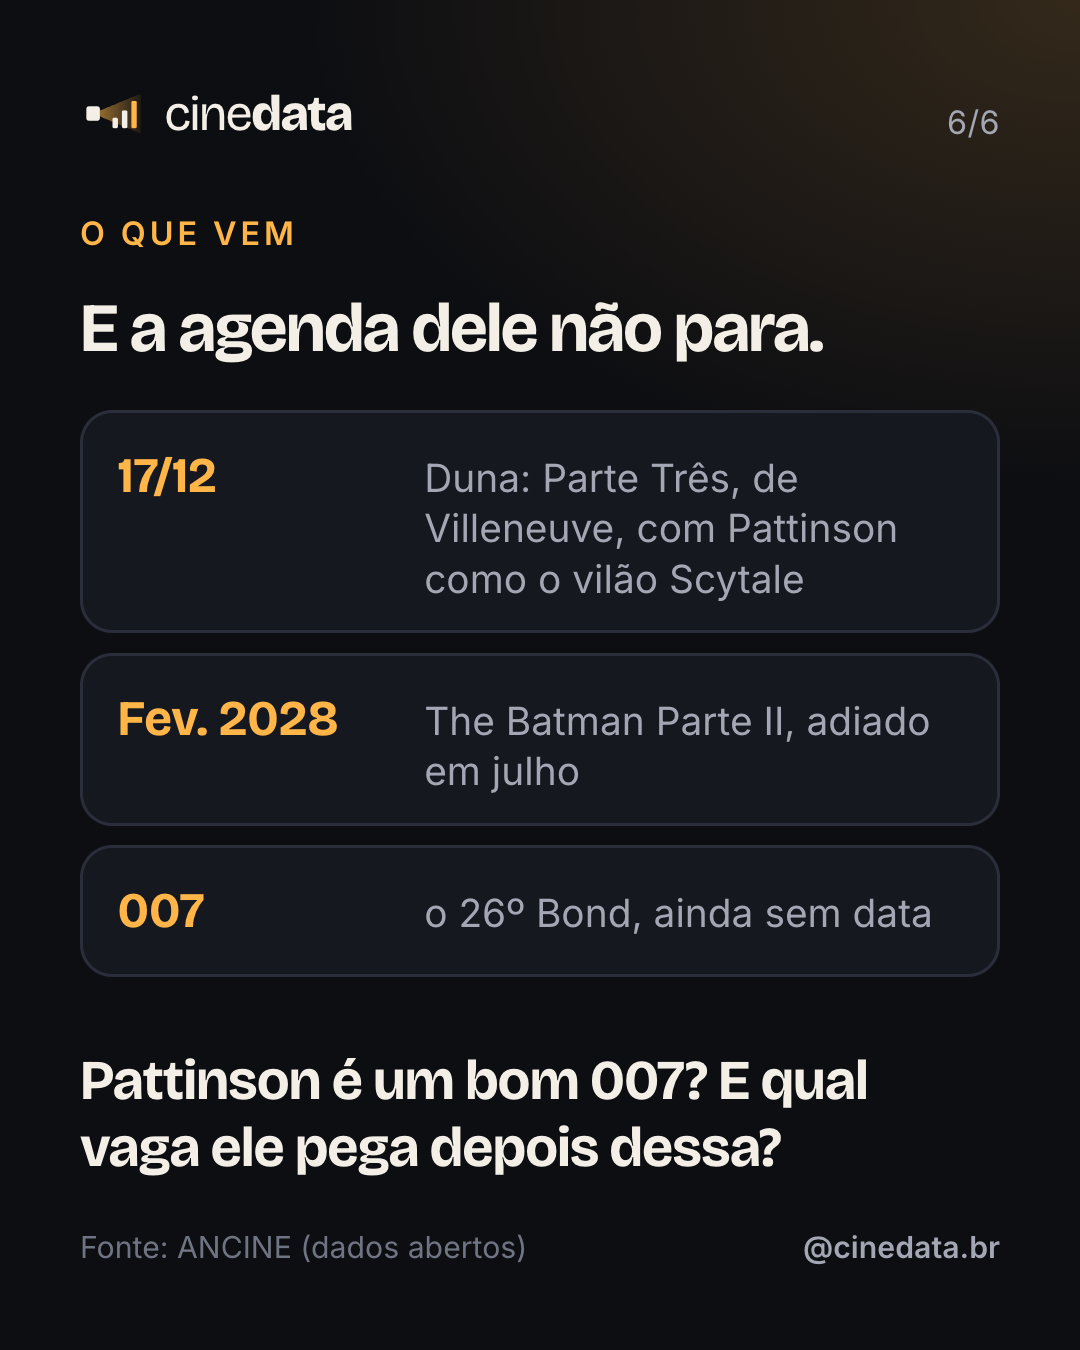 cinedata
6/6
O QUE VEM
E a agenda dele não para.
17/12
Duna: Parte Três, de
Villeneuve, com Pattinson
como o vilão Scytale
Fev. 2028
The Batman Parte II, adiado
em julho
007
o 26º Bond, ainda sem data
Pattinson é um bom 007? E qual
vaga ele pega depois dessa?
Fonte: ANCINE (dados abertos)
@cinedata.br